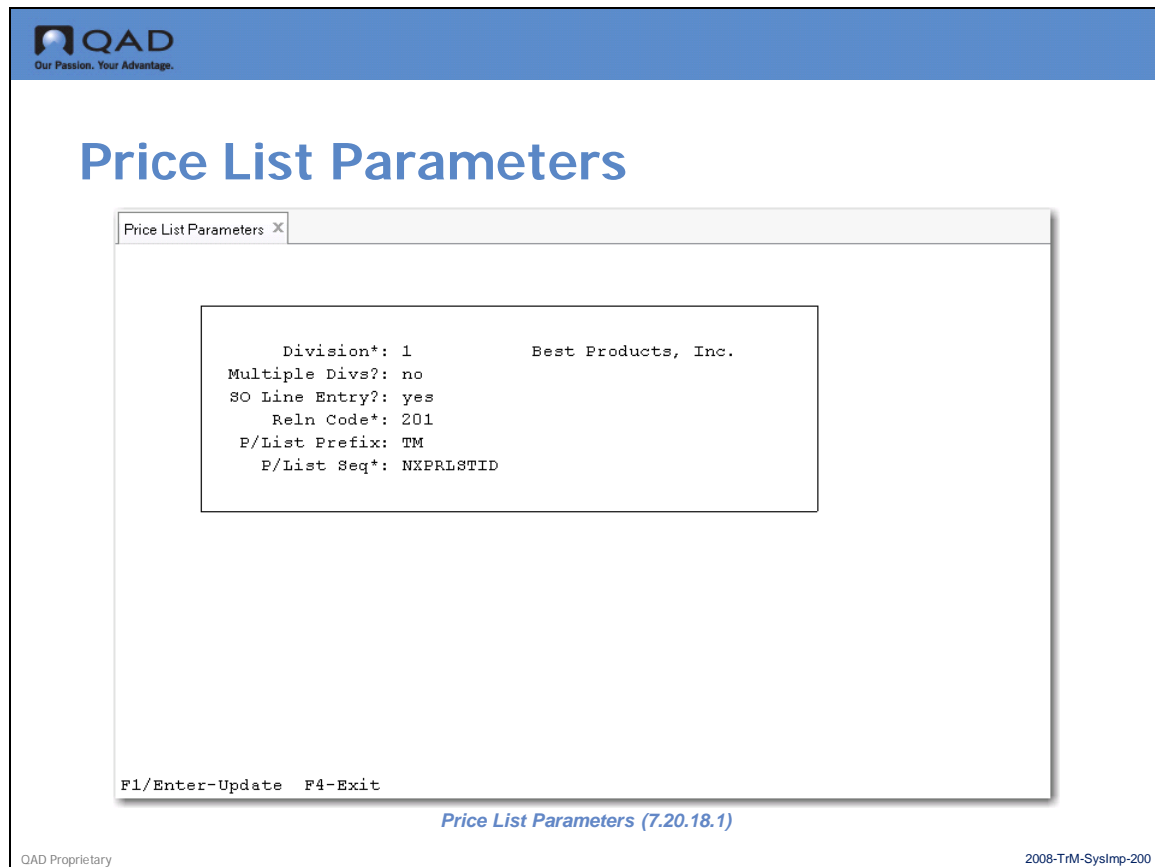 QAD
Our Passion. Your Advantage.
Price List Parameters
Price List Parameters X
Division*: 1 Best Products, Inc.
Multiple Divs?: no
SO Line Entry?: yes
Reln Code*: 201
P/List Prefix: TM
P/List Seq*: NXPRLSTID
F1/Enter-Update F4-Exit
Price List Parameters (7.20.18.1)
QAD Proprietary
2008-TrM-SysImp-200